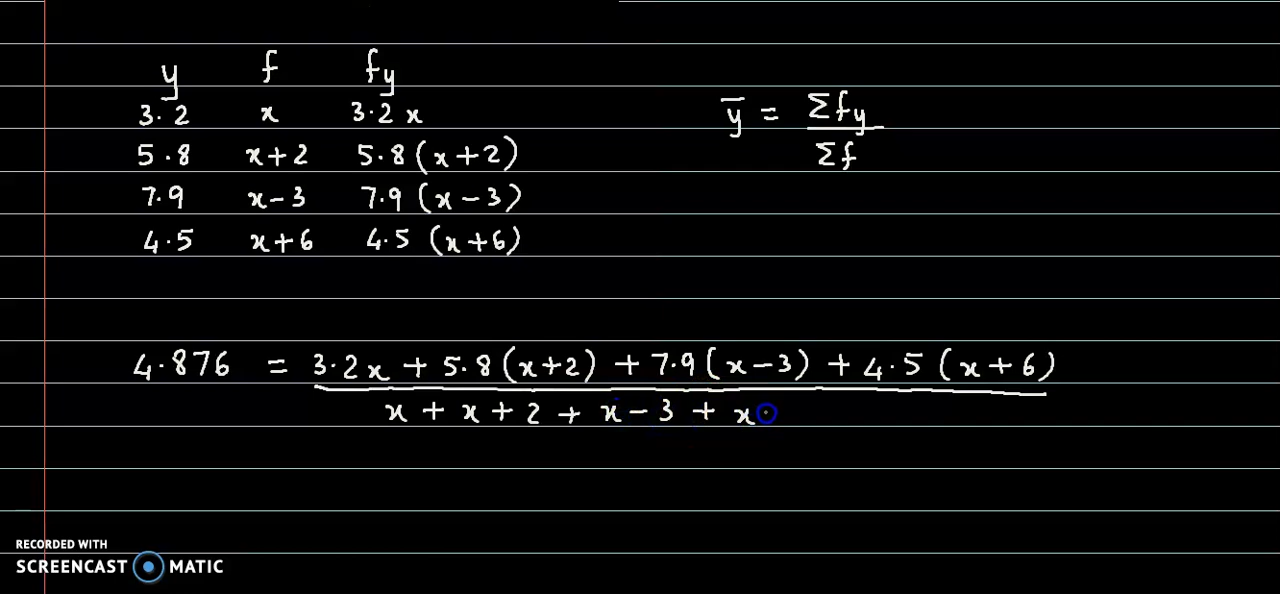 y f fy
3.2 x 3.2 x
5.8 x+2 5.8 (x+2)
7.9 x-3 7.9 (x-3)
4.5 x+6 4.5 (x+6)
ȳ = Σfy
Σf
4.876 = 3.2x + 5.8 (x+2) + 7.9 (x-3) + 4.5 (x+6)
x + x + 2 + x - 3 + x
RECORDED WITH
SCREENCAST MATIC